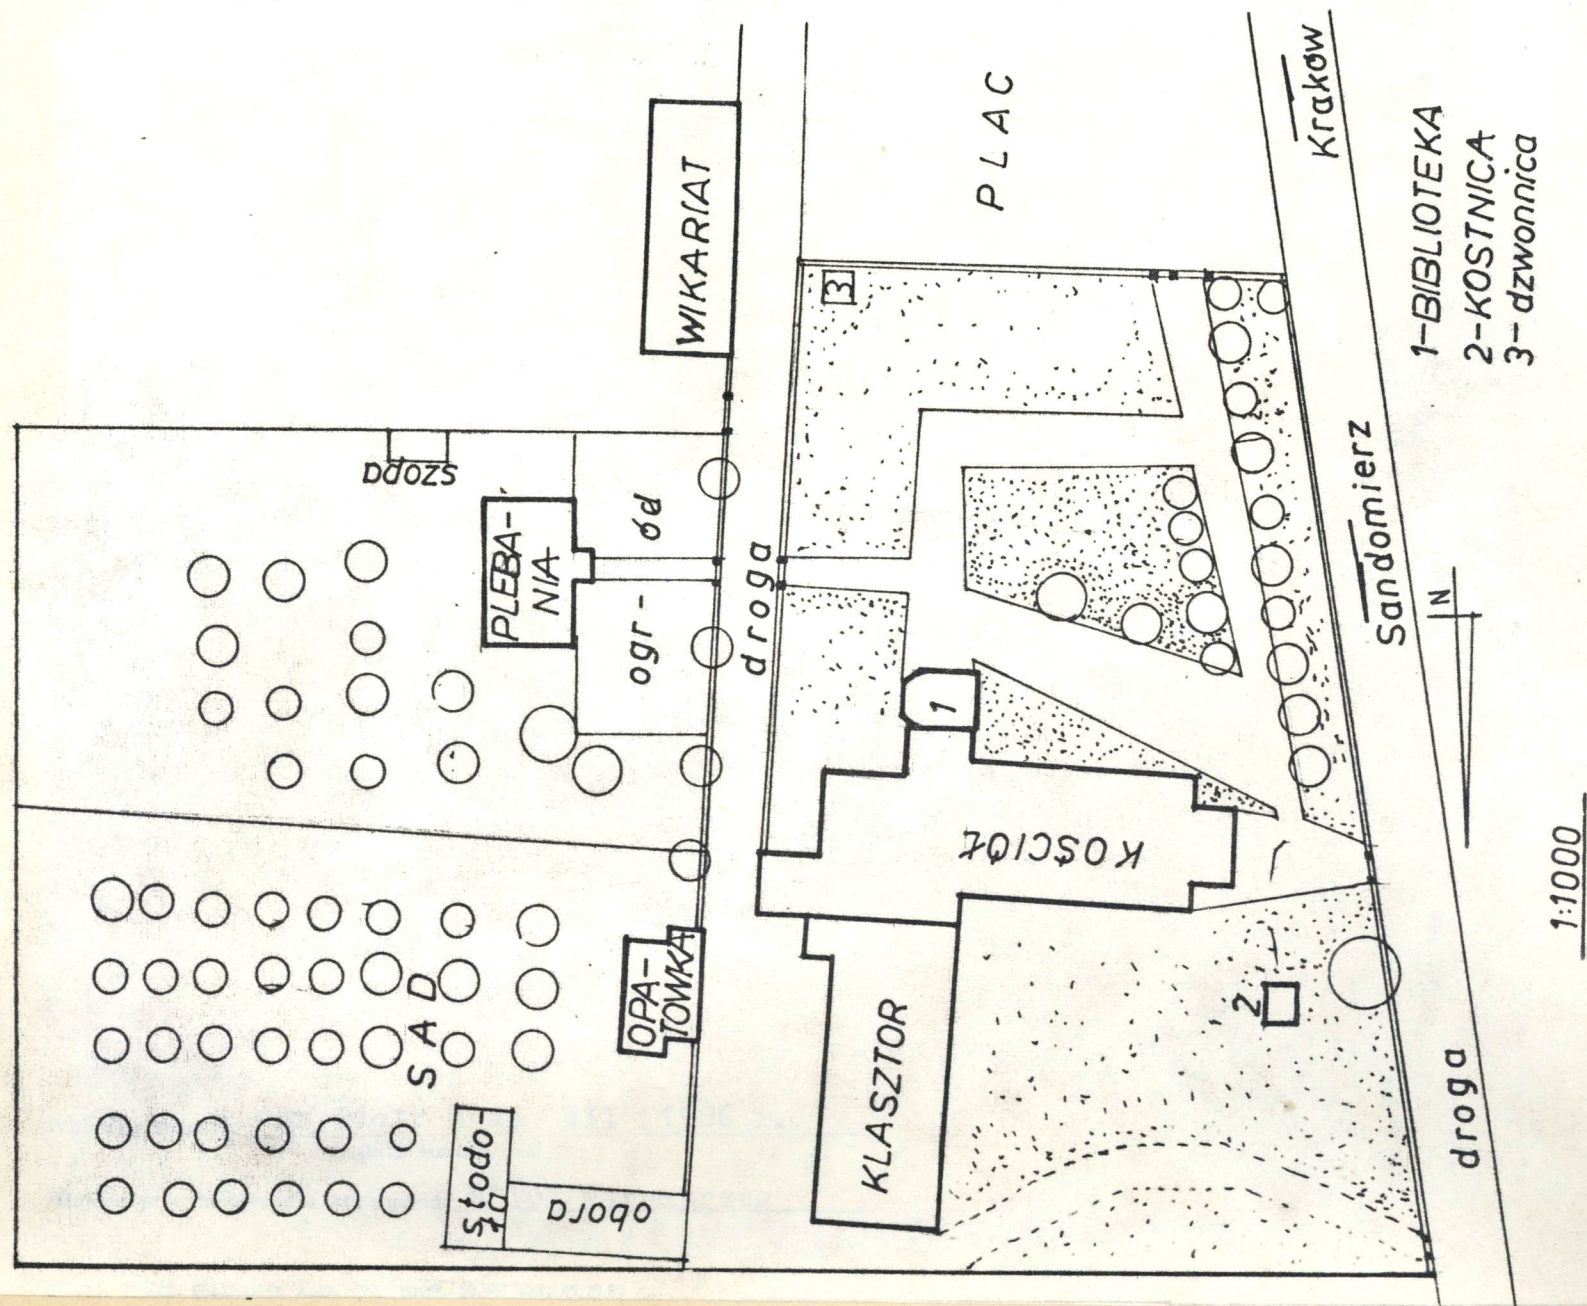 WIKARIAT
PLAC
Kraków
szopa
PLEBA-
NIA
ogr-
ód
droga
3
1
Sandomierz
N
1-BIBLIOTEKA
2-KOSTNICA
3-dzwonnica
SAD
OPA-
TÓWKA
KOŚCIÓŁ
KLASZTOR
2
stodo-
ła
obora
droga
1:1000